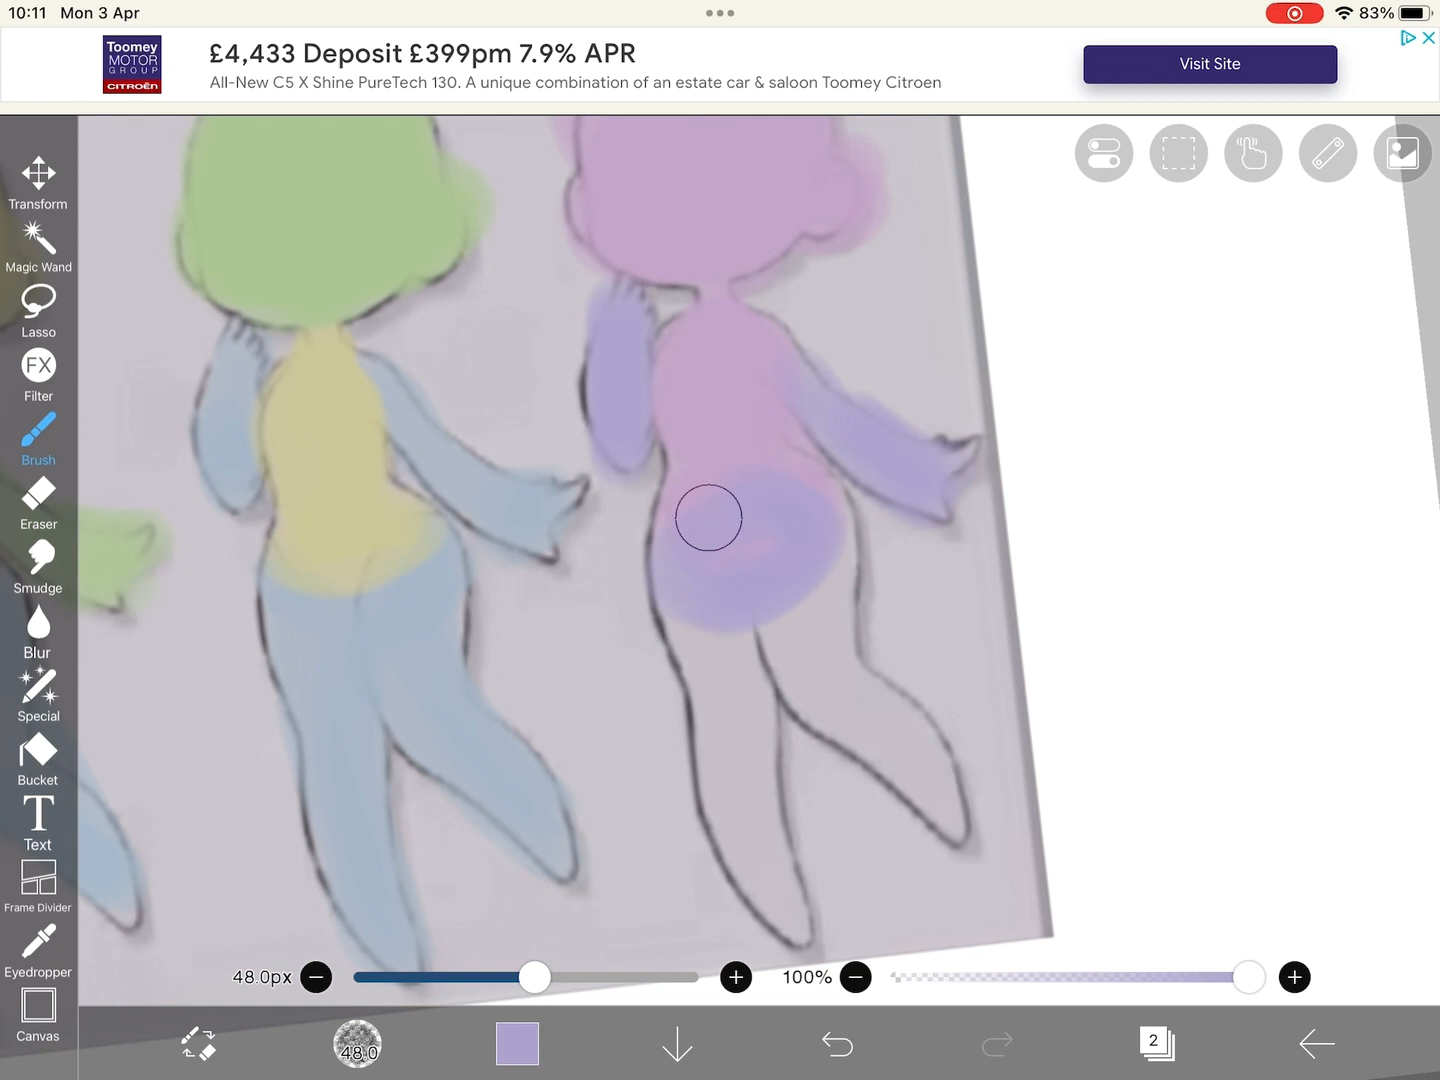 10:11 Mon 3 Apr
83%
Toomey
MOTOR
GROUP
CITROËN
£4,433 Deposit £399pm 7.9% APR
All-New C5 X Shine PureTech 130. A unique combination of an estate car & saloon Toomey Citroen
Visit Site
Transform
Magic Wand
Lasso
FX
Filter
Brush
Eraser
Smudge
Blur
Special
Bucket
T
Text
Frame Divider
Eyedropper
Canvas
48.0px
100%
48.0
2